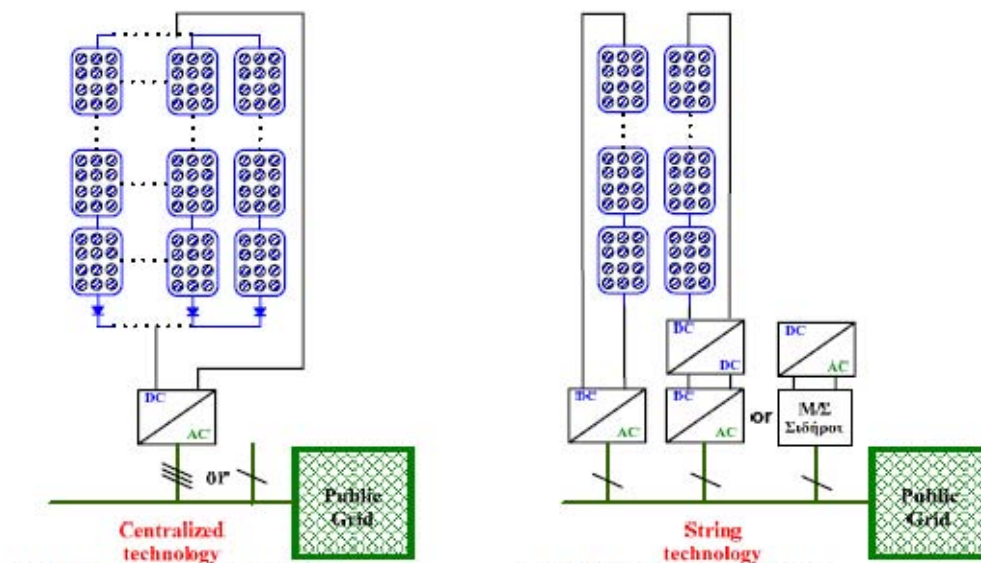 DC
AC
or
Public
Grid
Centralized
technology
DC
DC
DC
AC
DC
AC
or
DC
AC
Μ/Σ
Σιδήροι
Public
Grid
String
technology